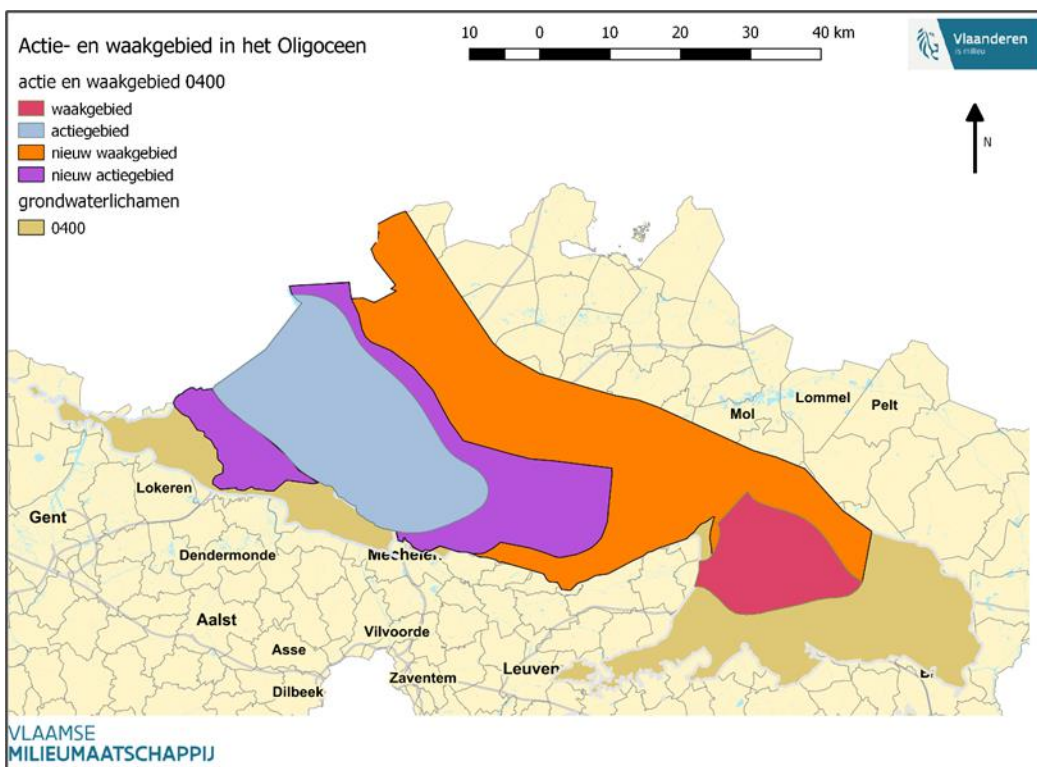 Actie- en waakgebied in het Oligoceen
10 0 10 20 30 40 km
Vlaanderen
is milieu
actie en waakgebied 0400
waakgebied
actiegebied
nieuw waakgebied
nieuw actiegebied
grondwaterlichamen
0400
N
Mol
Lommel
Pelt
Lokeren
Gent
Dendermonde
Mechelen
Aalst
Vilvoorde
Asse
Leuven
Zaventem
Dilbeek
VLAAMSE
MILIEUMAATSCHAPPIJ